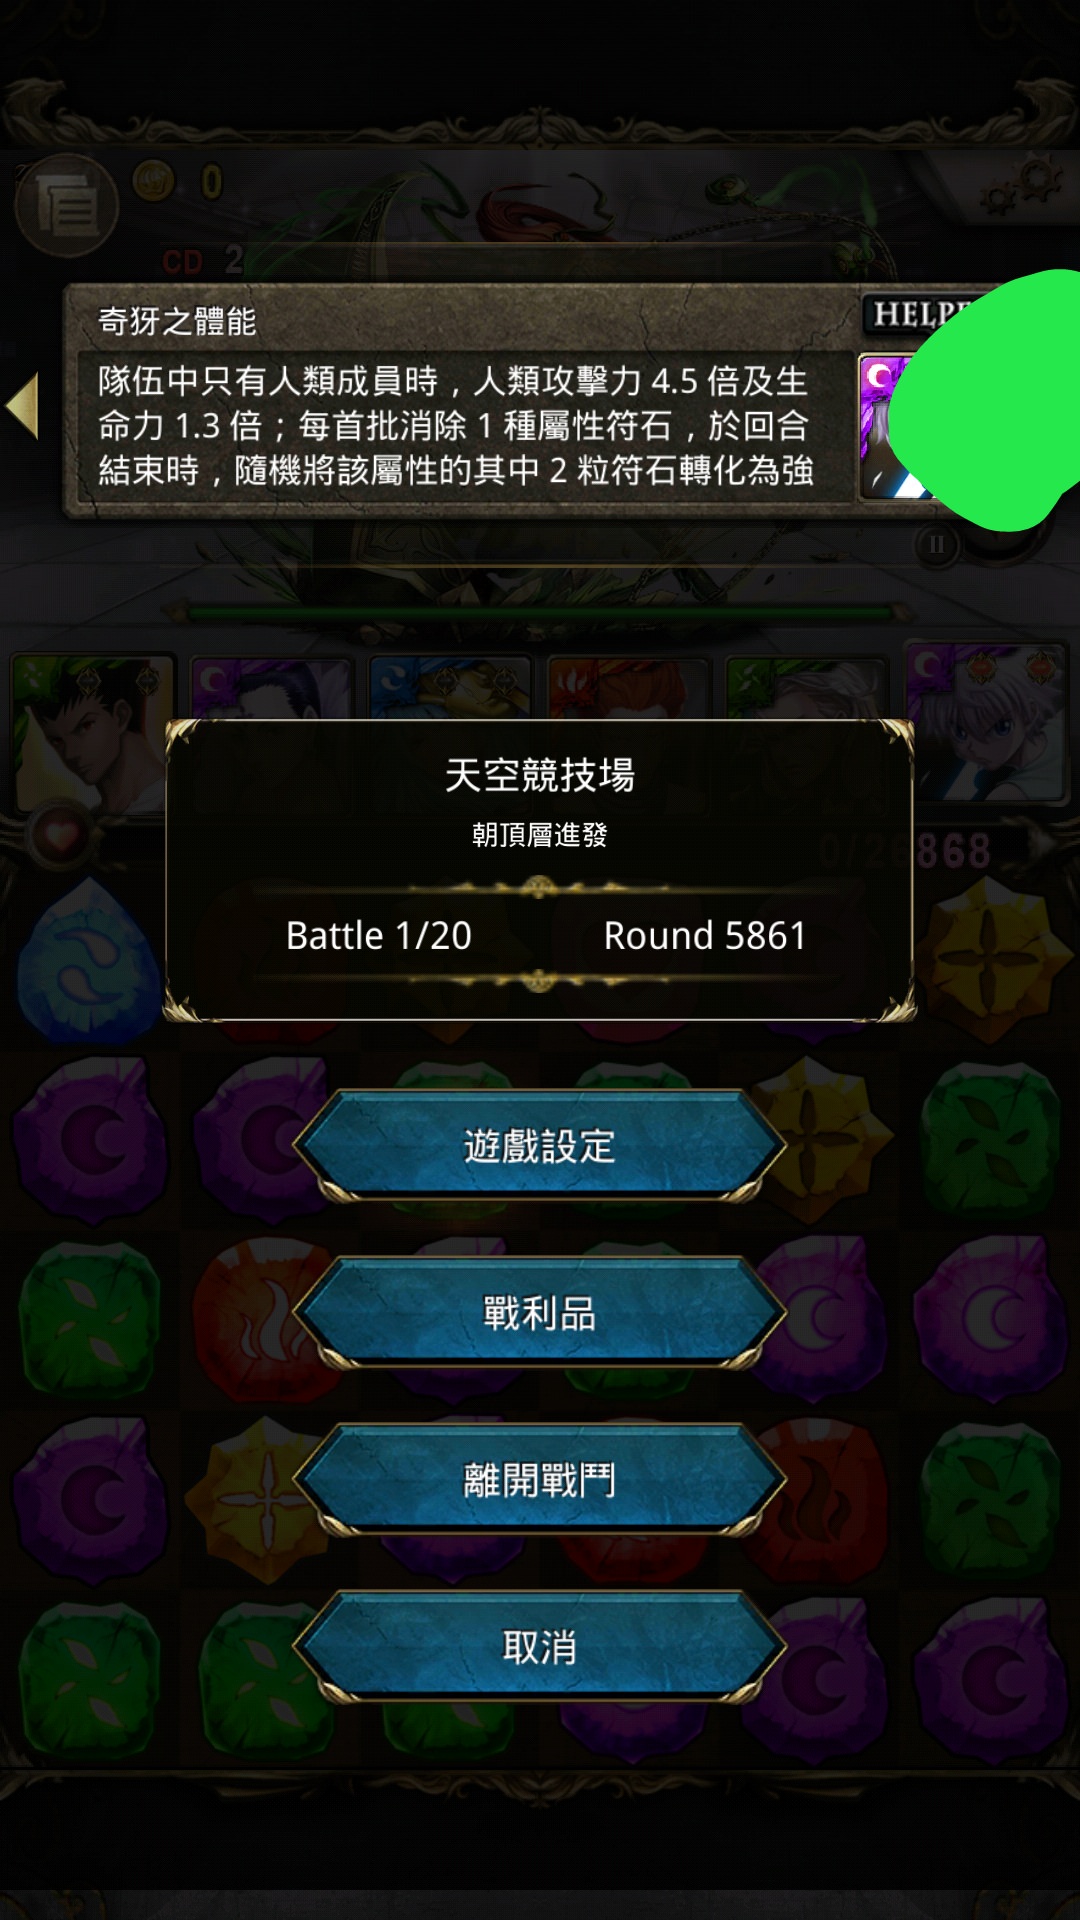 0
CD 2
奇犽之體能
隊伍中只有人類成員時，人類攻擊力 4.5 倍及生
命力 1.3 倍；每首批消除 1 種屬性符石，於回合
結束時，隨機將該屬性的其中 2 粒符石轉化為強
天空競技場
朝頂層進發
Battle 1/20 Round 5861
遊戲設定
戰利品
離開戰鬥
取消